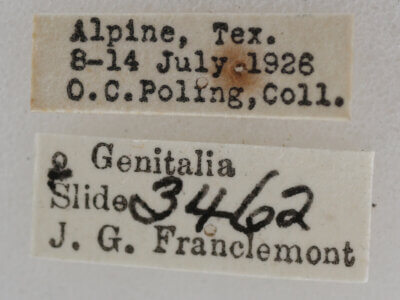 Alpine, Tex.
8-14 July 1926
O.C.Poling, Coll.
♀ Genitalia
Slide 3462
J. G. Franclemont